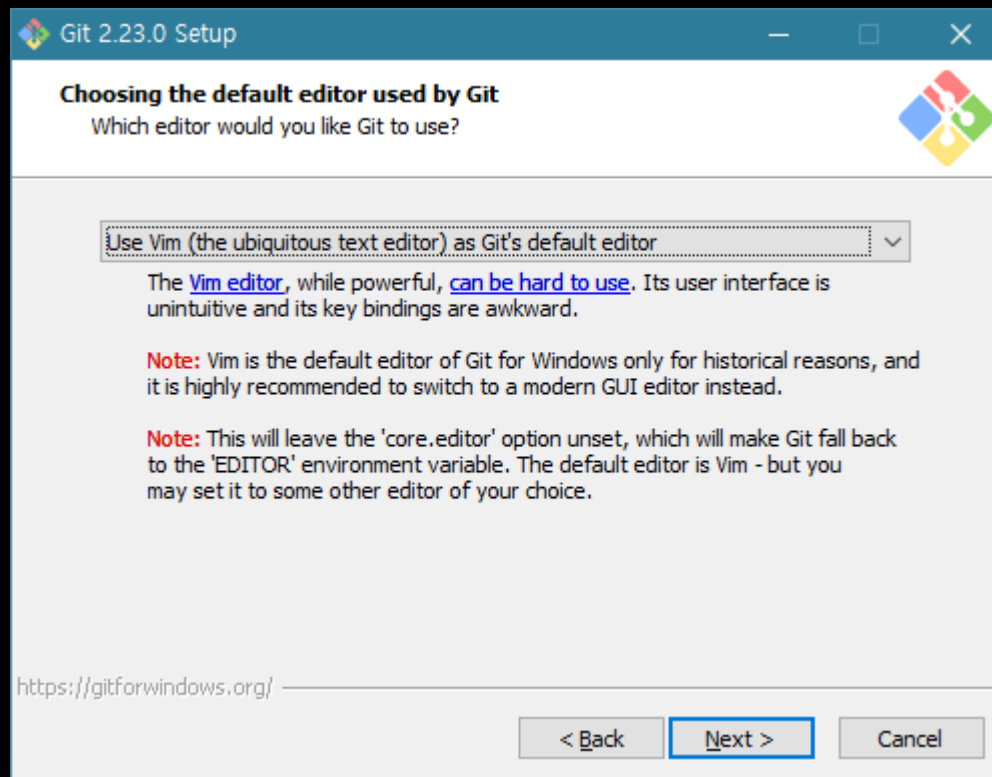 Git 2.23.0 Setup
Choosing the default editor used by Git
Which editor would you like Git to use?
Use Vim (the ubiquitous text editor) as Git's default editor
The Vim editor, while powerful, can be hard to use. Its user interface is
unintuitive and its key bindings are awkward.
Note: Vim is the default editor of Git for Windows only for historical reasons, and
it is highly recommended to switch to a modern GUI editor instead.
Note: This will leave the 'core.editor' option unset, which will make Git fall back
to the 'EDITOR' environment variable. The default editor is Vim - but you
may set it to some other editor of your choice.
https://gitforwindows.org/
< Back
Next >
Cancel